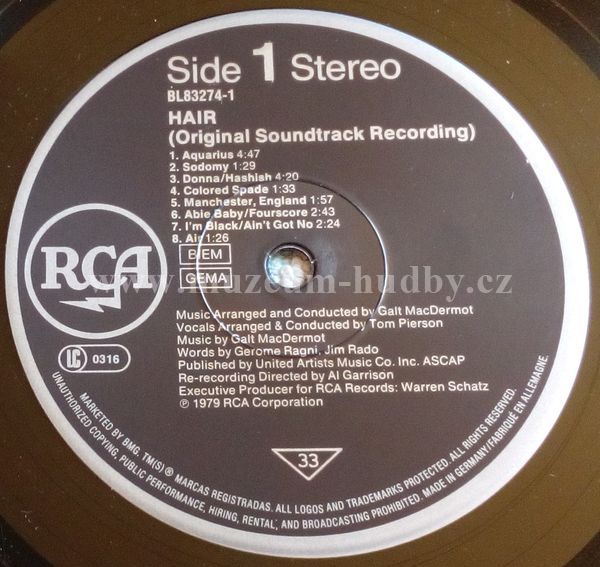 Side 1 Stereo
BL83274-1
HAIR
(Original Soundtrack Recording)
1. Aquarius 4:47
2. Sodomy 1:29
3. Donna/Hashish 4:20
4. Colored Spade 1:33
5. Manchester, England 1:57
6. Abie Baby/Fourscore 2:43
7. I'm Black/Ain't Got No 2:24
8. Air 1:26
BIEM
GEMA
RCA
www.muzeum-hudby.cz
LC 0316
Music Arranged and Conducted by Galt MacDermot
Vocals Arranged & Conducted by Tom Pierson
Music by Galt MacDermot
Words by Gerome Ragni, Jim Rado
Published by United Artists Music Co. Inc. ASCAP
Re-recording Directed by Al Garrison
Executive Producer for RCA Records: Warren Schatz
℗ 1979 RCA Corporation
33
MARKETED BY BMG. TM(S) ® MARCAS REGISTRADAS. ALL LOGOS AND TRADEMARKS PROTECTED. ALL RIGHTS RESERVED.
UNAUTHORIZED COPYING, PUBLIC PERFORMANCE, HIRING, RENTAL, AND BROADCASTING PROHIBITED. MADE IN GERMANY/FABRIQUÉ EN ALLEMAGNE.